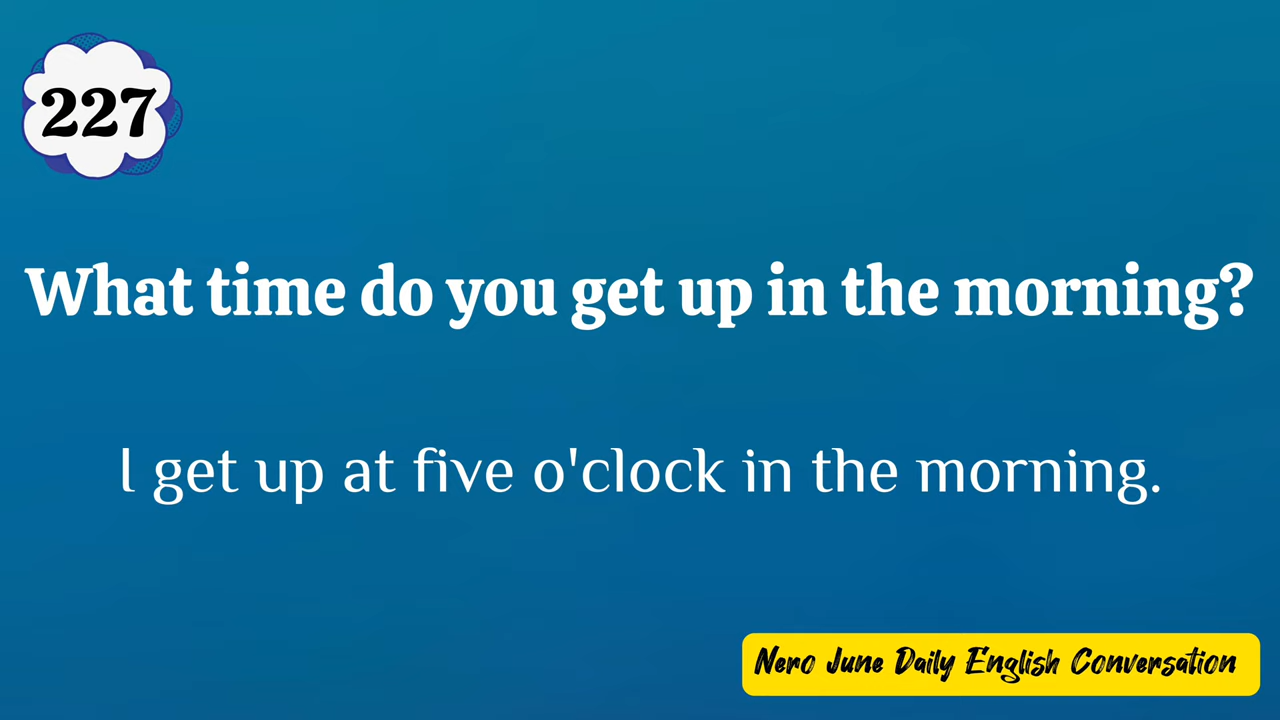 227
What time do you get up in the morning?
I get up at five o'clock in the morning.
Nero June Daily English Conversation